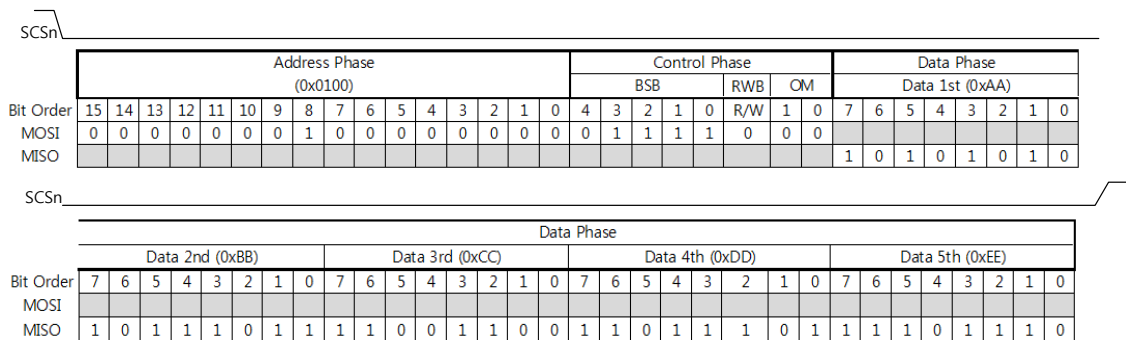 SCSn
Address Phase Control Phase Data Phase
(0x0100) BSB RWB OM Data 1st (0xAA)
Bit Order 15 14 13 12 11 10 9 8 7 6 5 4 3 2 1 0 4 3 2 1 0 R/W 1 0 7 6 5 4 3 2 1 0
MOSI 0 0 0 0 0 0 0 1 0 0 0 0 0 0 0 0 0 1 1 1 1 0 0 0
MISO 1 0 1 0 1 0 1 0
SCSn
Data Phase
Data 2nd (0xBB) Data 3rd (0xCC) Data 4th (0xDD) Data 5th (0xEE)
Bit Order 7 6 5 4 3 2 1 0 7 6 5 4 3 2 1 0 7 6 5 4 3 2 1 0 7 6 5 4 3 2 1 0
MOSI
MISO 1 0 1 1 1 0 1 1 1 1 0 0 1 1 0 0 1 1 0 1 1 1 0 1 1 1 1 0 1 1 1 0